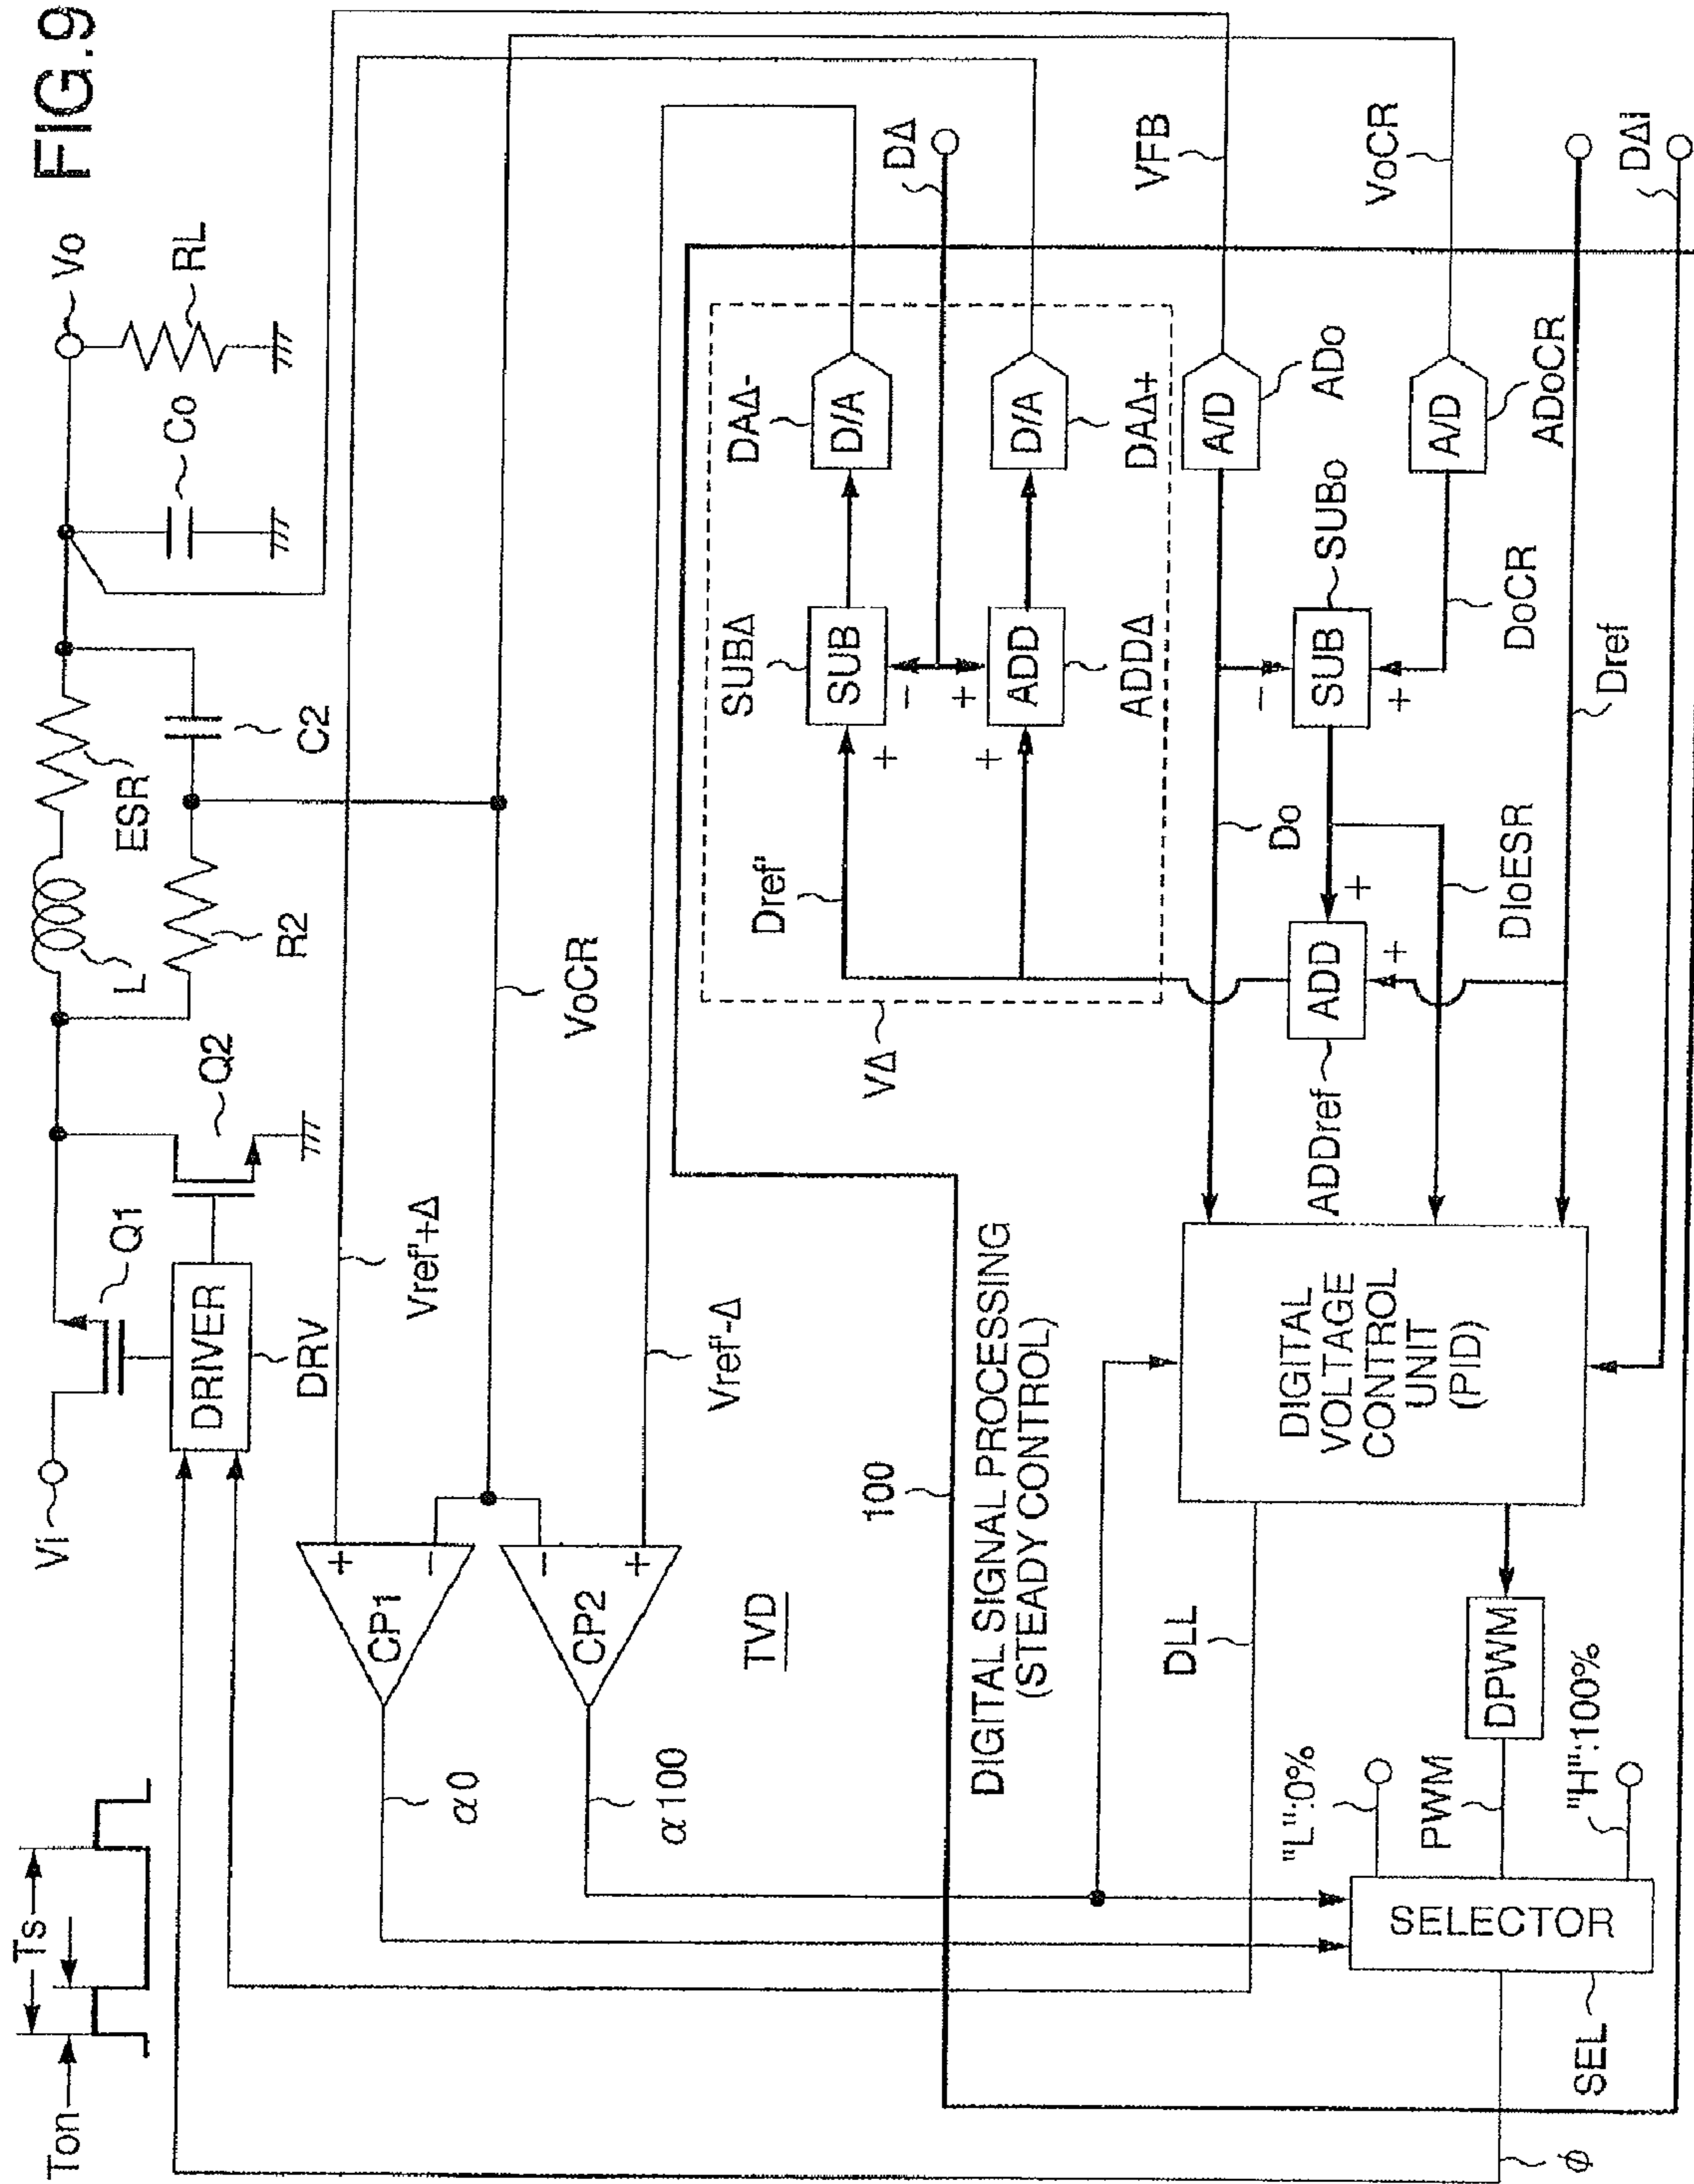 FIG.9
Ton
Ts
Vi
Q1
Q2
DRIVER
DRV
L
ESR
R2
C2
Co
Vo
RL
Vref'+Δ
VoCR
Vref'-Δ
+
-
CP1
-
+
CP2
TVD
α0
α100
100
DIGITAL SIGNAL PROCESSING
(STEADY CONTROL)
VΔ
Dref'
SUBΔ
SUB
+
-
DAΔ-
D/A
DΔ
ADD
+
+
ADDΔ
D/A
DAΔ+
VFB
A/D
ADo
Do
SUB
-
+
SUBo
VoCR
A/D
ADoCR
DoCR
ADD
+
+
ADDref
DIoESR
Dref
DΔI
DIGITAL
VOLTAGE
CONTROL
UNIT
(PID)
DLL
DPWM
PWM
"L":0%
"H":100%
SELECTOR
SEL
φ